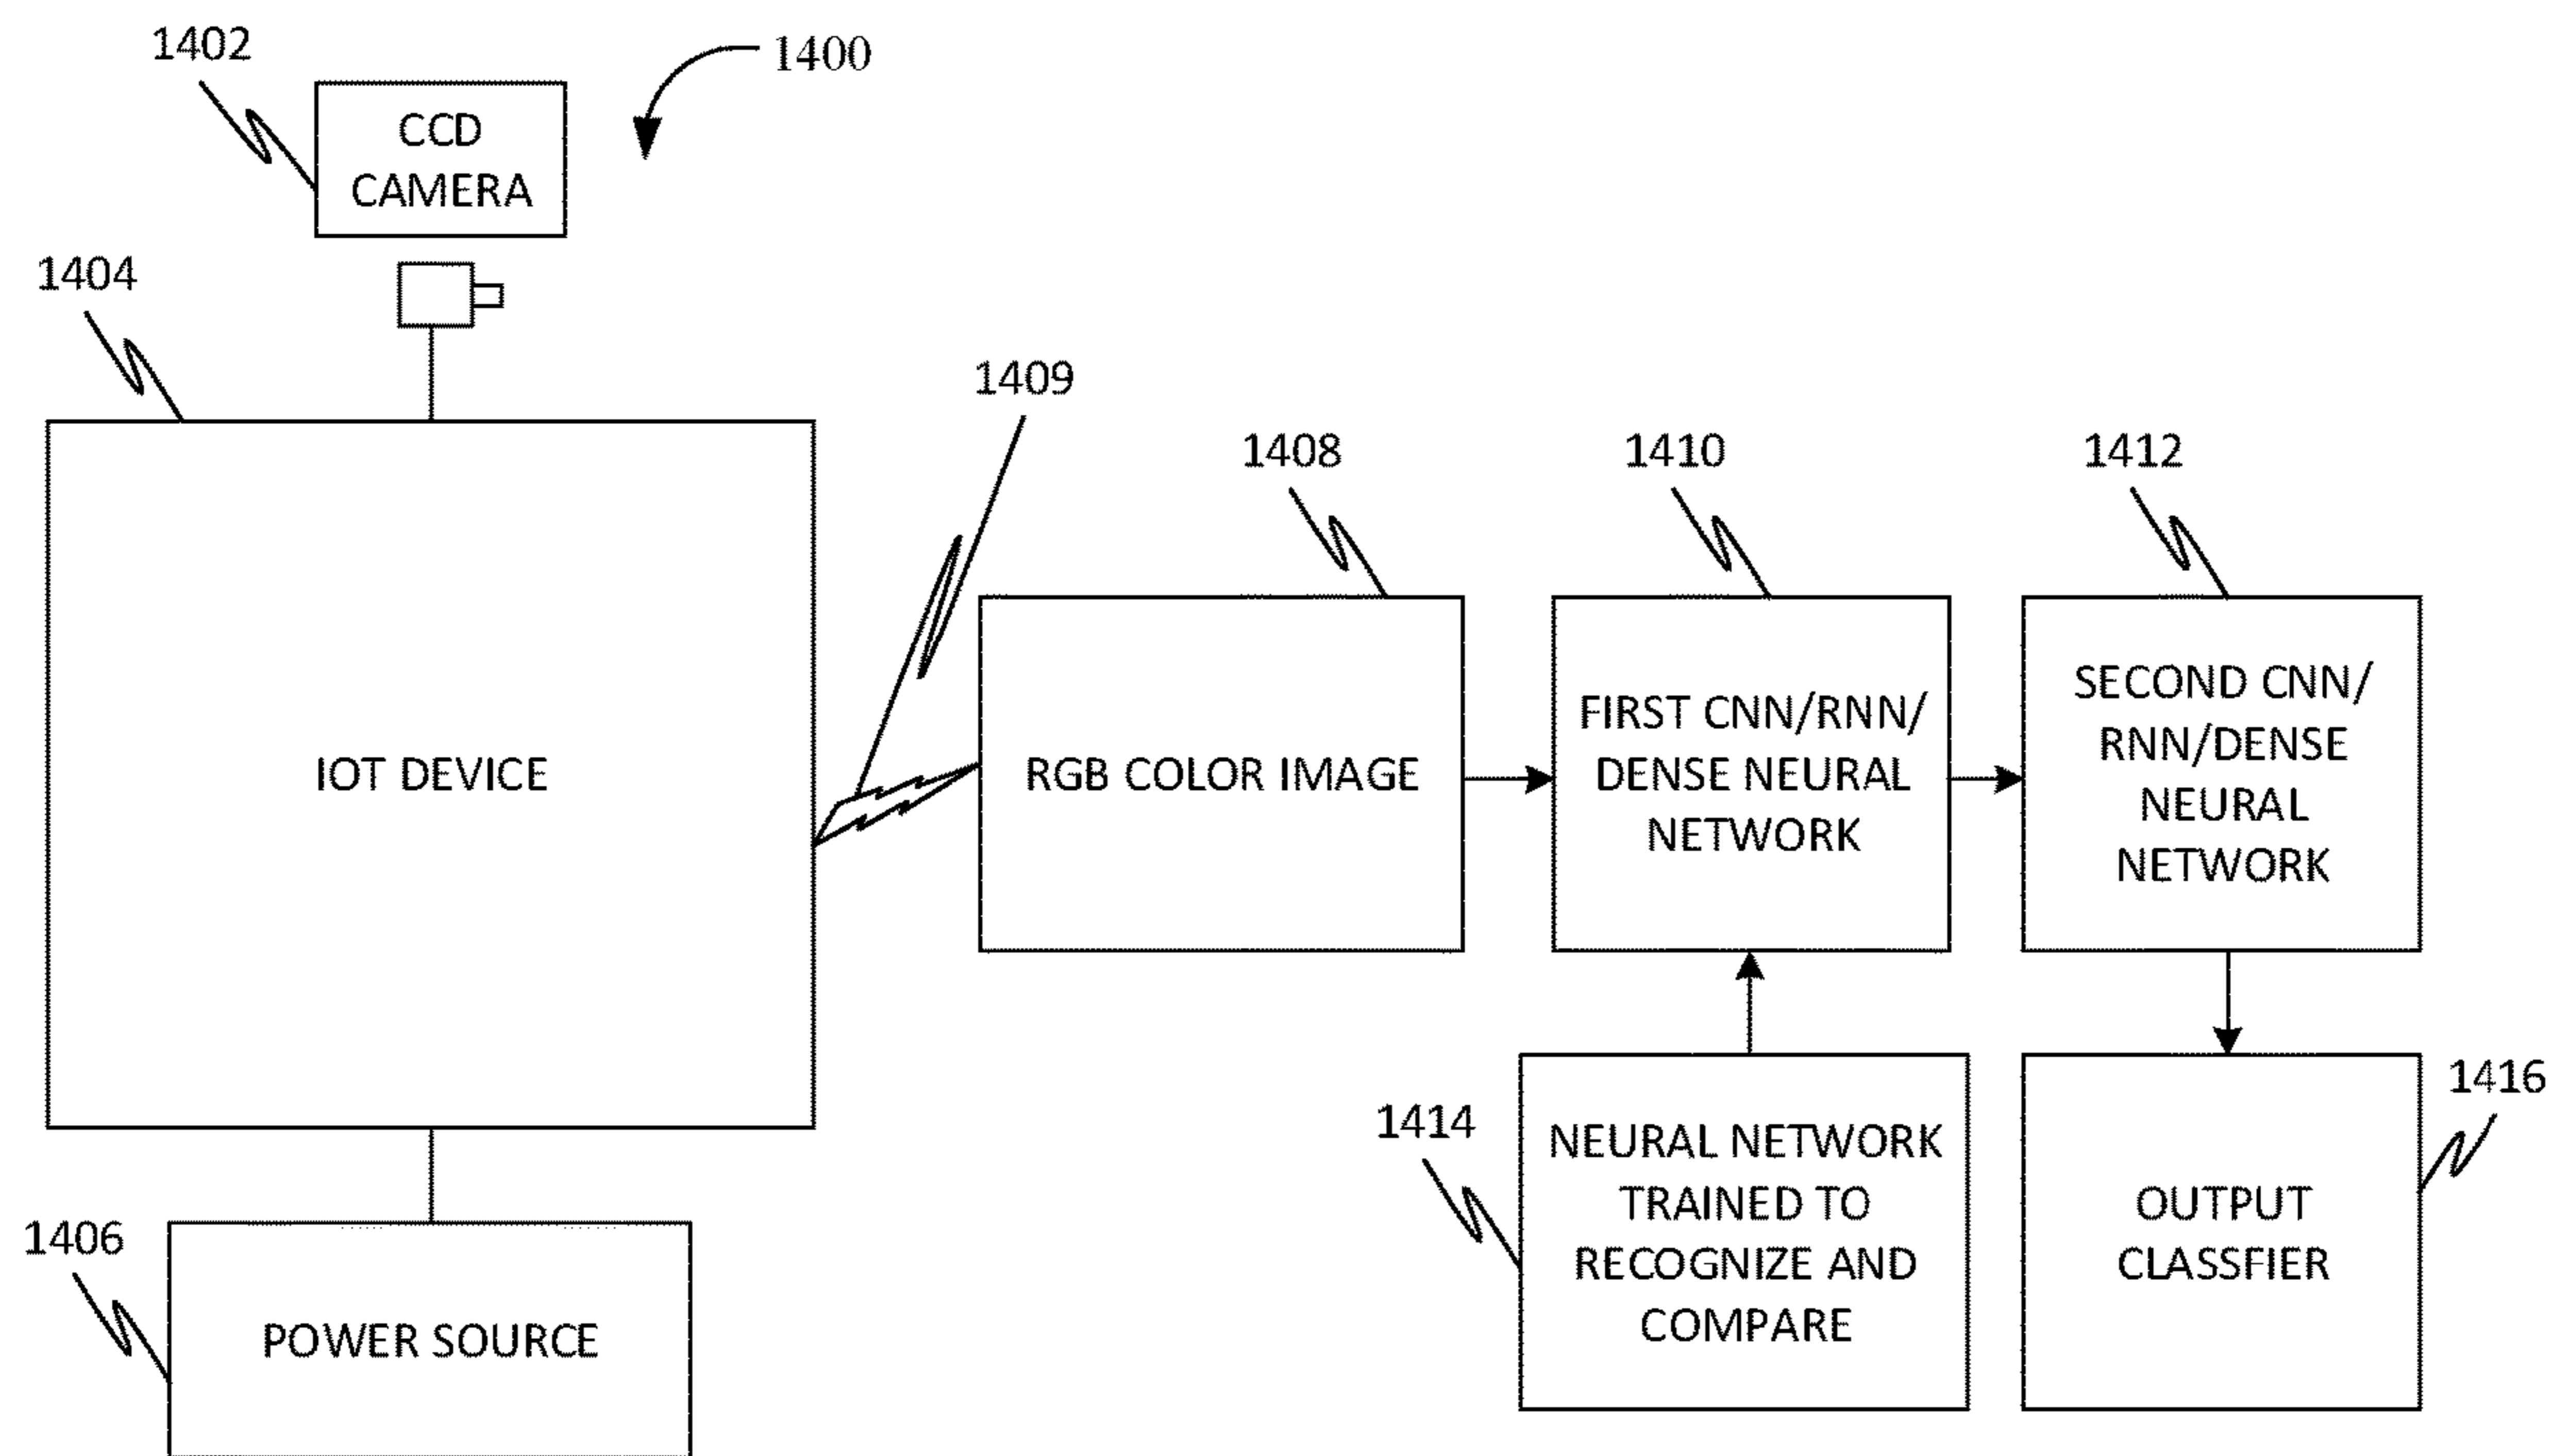 1402
1400
CCD
CAMERA
1404
1409
1408
1410
1412
IOT DEVICE
RGB COLOR IMAGE
FIRST CNN/RNN/
DENSE NEURAL
NETWORK
SECOND CNN/
RNN/DENSE
NEURAL
NETWORK
1414
NEURAL NETWORK
TRAINED TO
RECOGNIZE AND
COMPARE
1416
OUTPUT
CLASSFIER
1406
POWER SOURCE